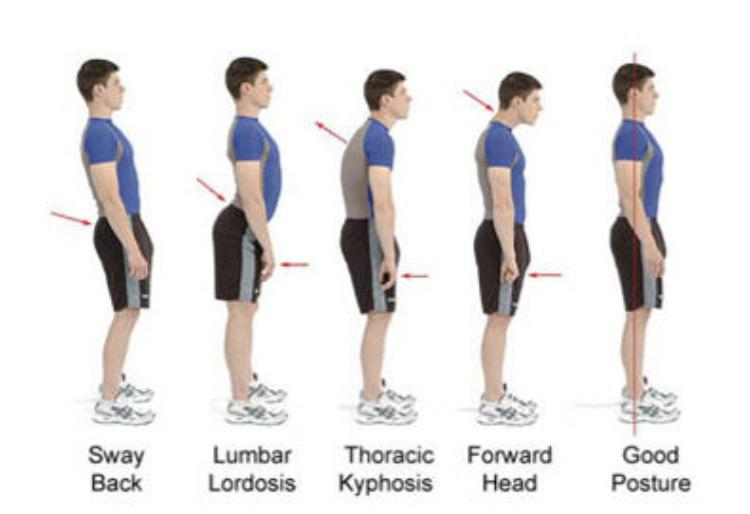 Sway
Back
Lumbar
Lordosis
Thoracic
Kyphosis
Forward
Head
Good
Posture